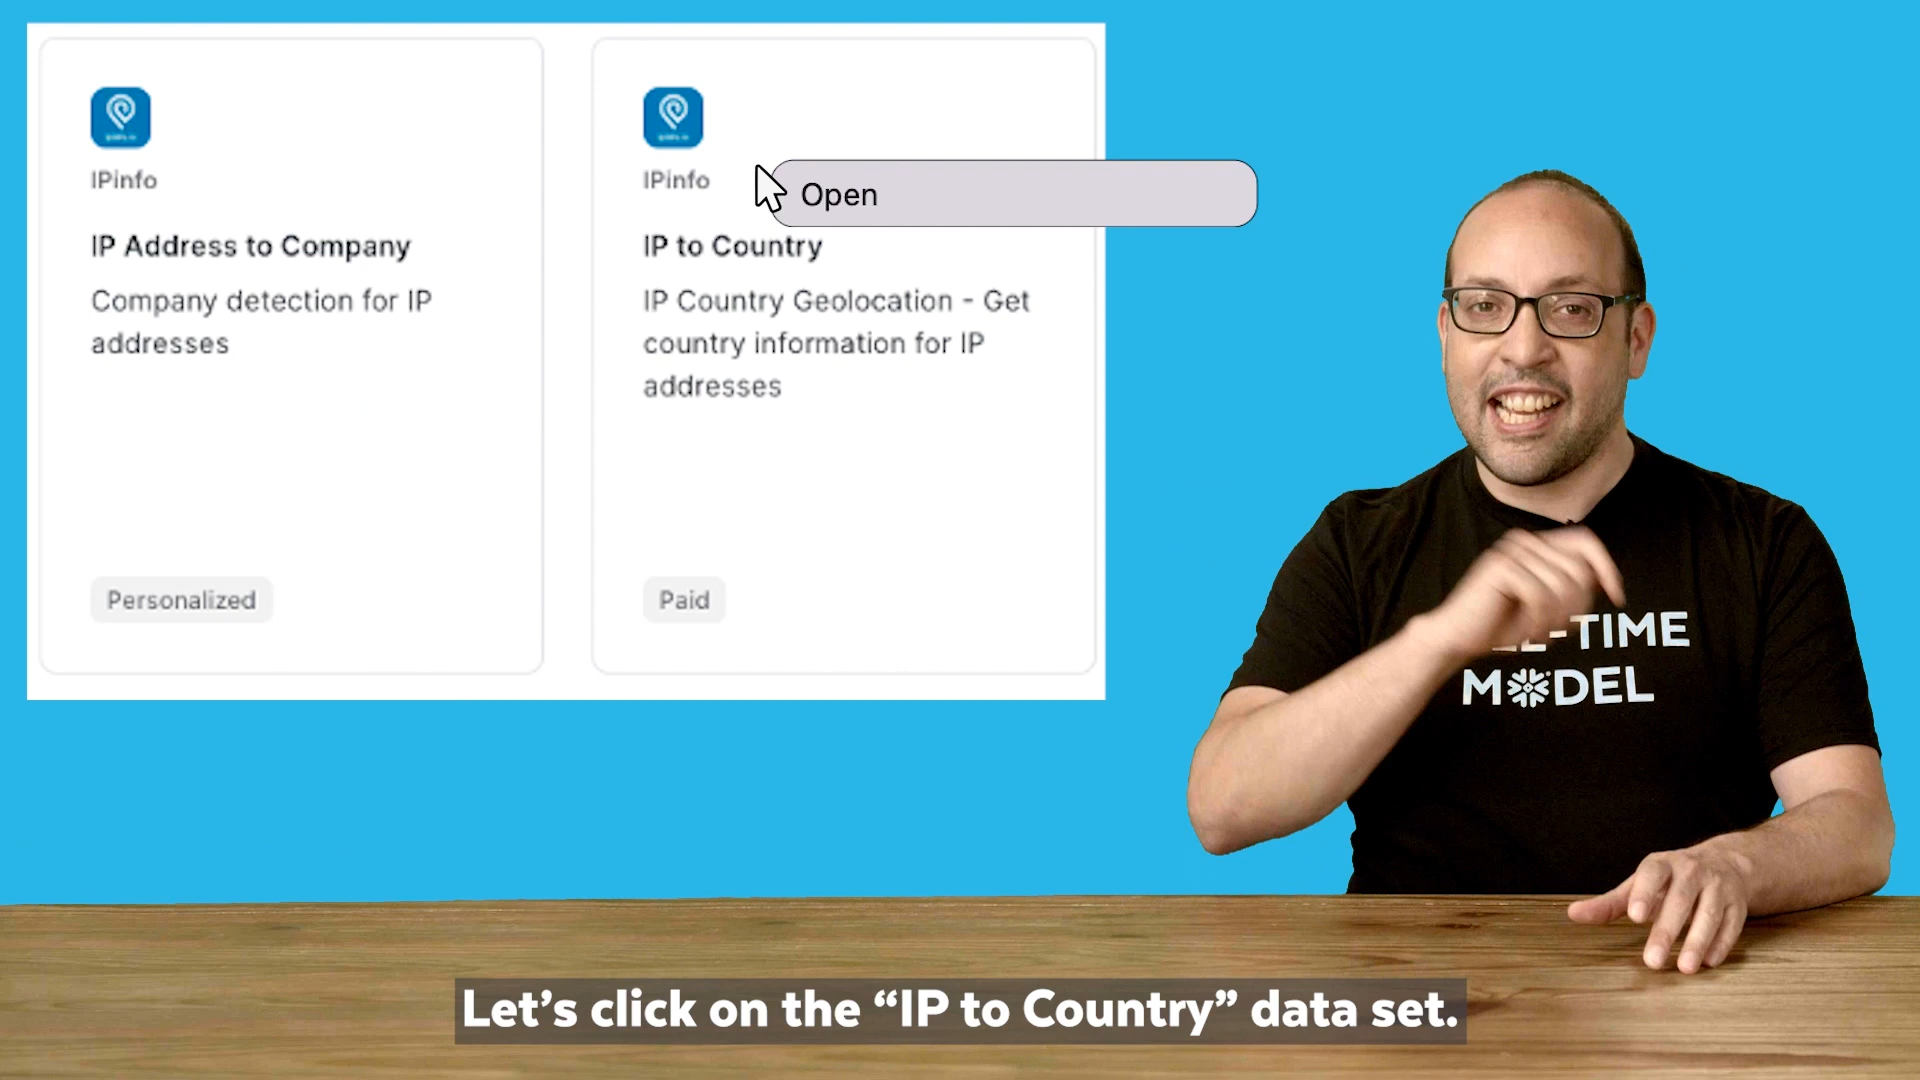 IPinfo
IP Address to Company
Company detection for IP
addresses
Personalized
IPinfo
Open
IP to Country
IP Country Geolocation - Get
country information for IP
addresses
Paid
-TIME
MODEL
Let's click on the “IP to Country” data set.